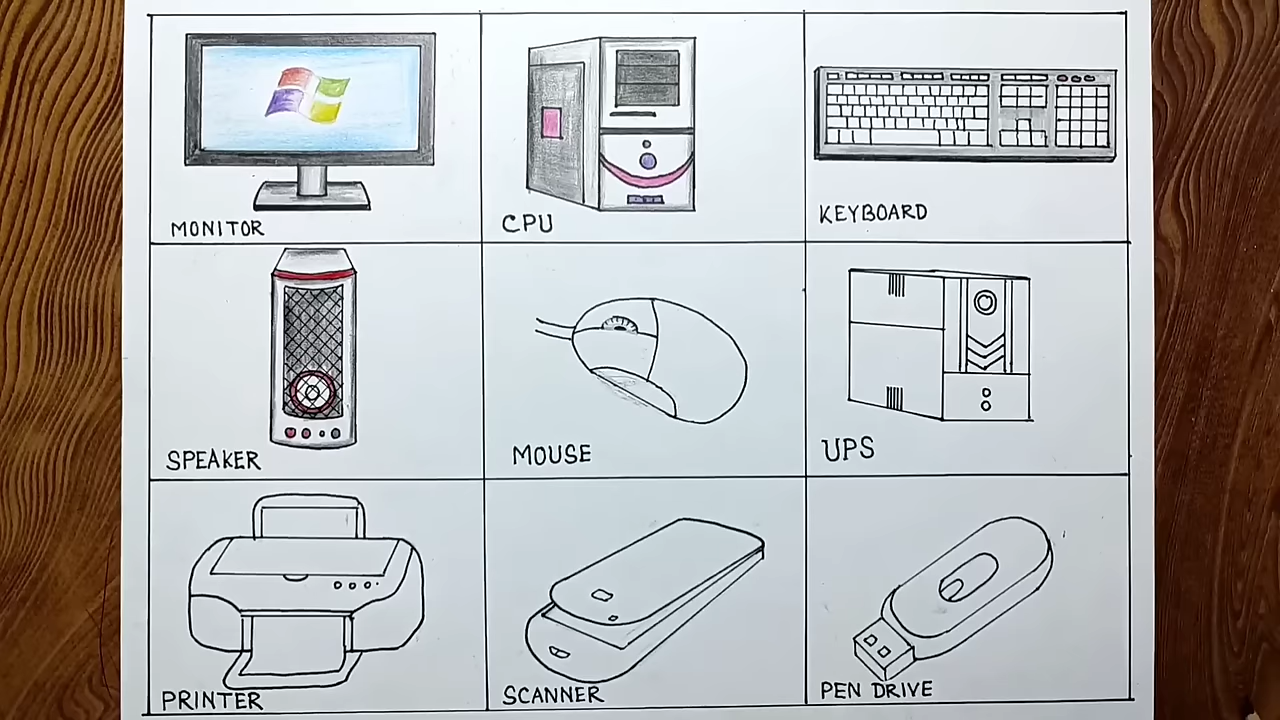 MONITOR
CPU
KEYBOARD
SPEAKER
MOUSE
UPS
PRINTER
SCANNER
PEN DRIVE